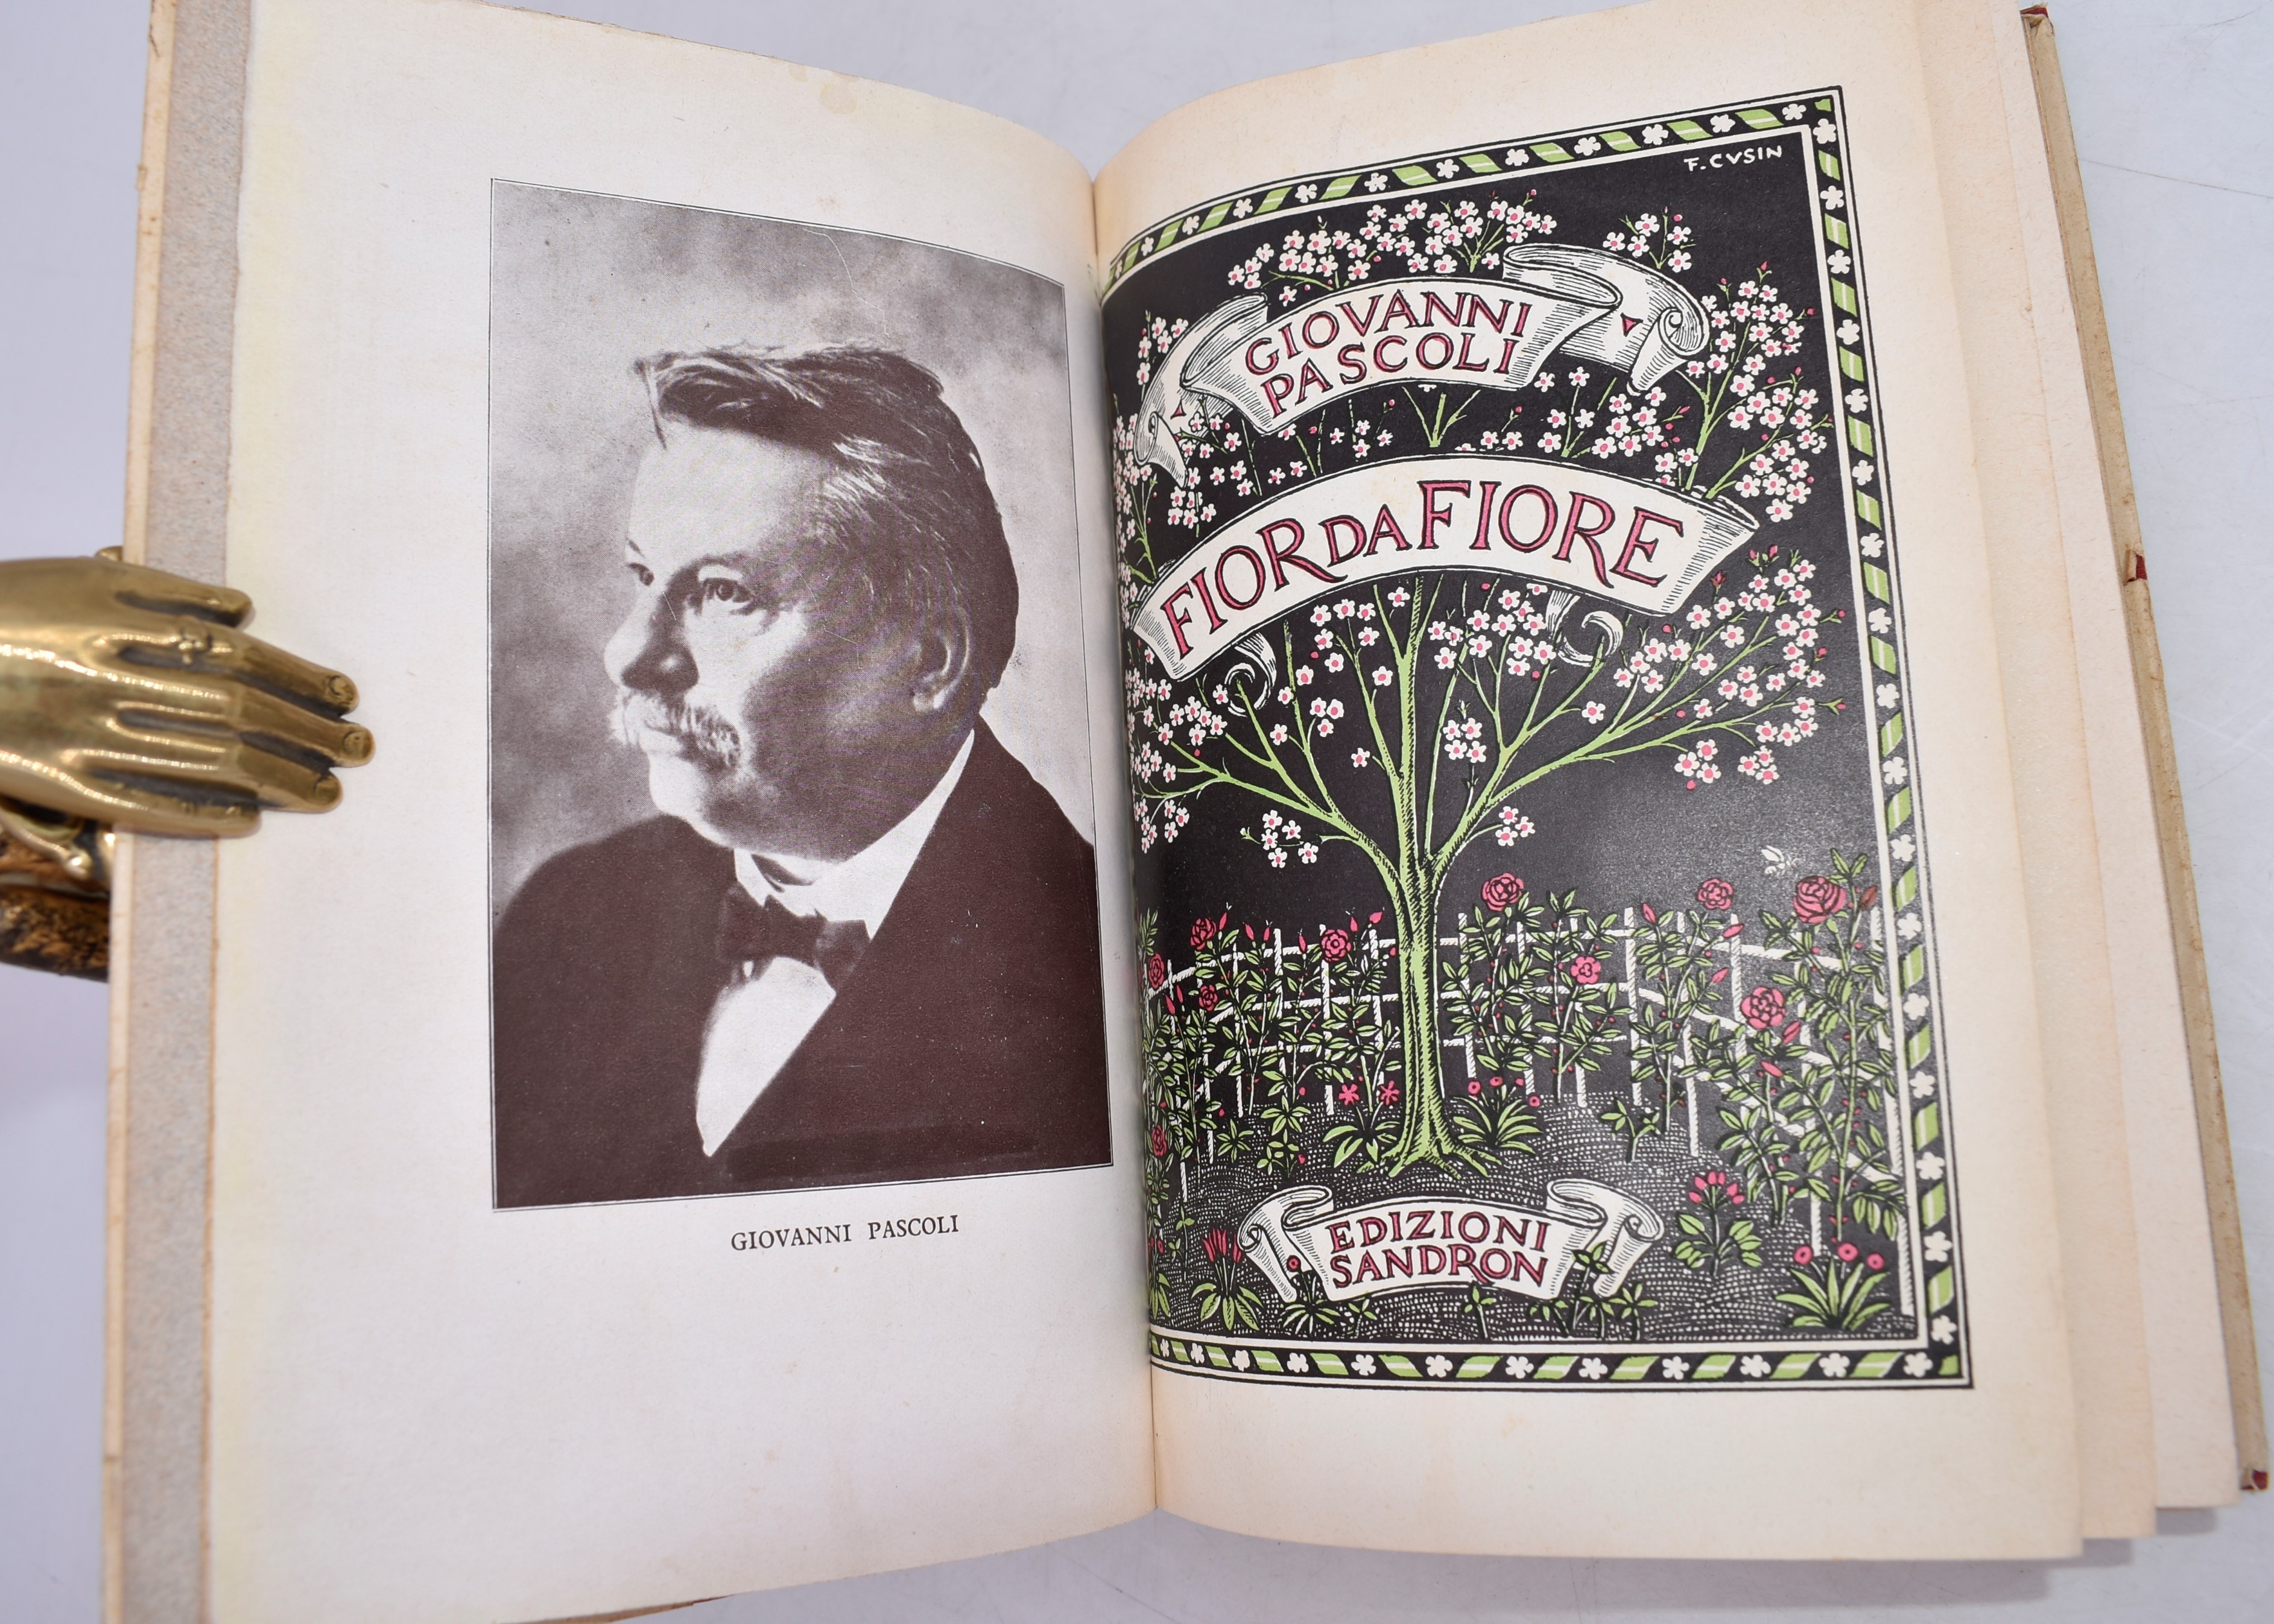 GIOVANNI PASCOLI
F. CVSIN
GIOVANNI
PASCOLI
FIOR DA FIORE
EDIZIONI
SANDRON